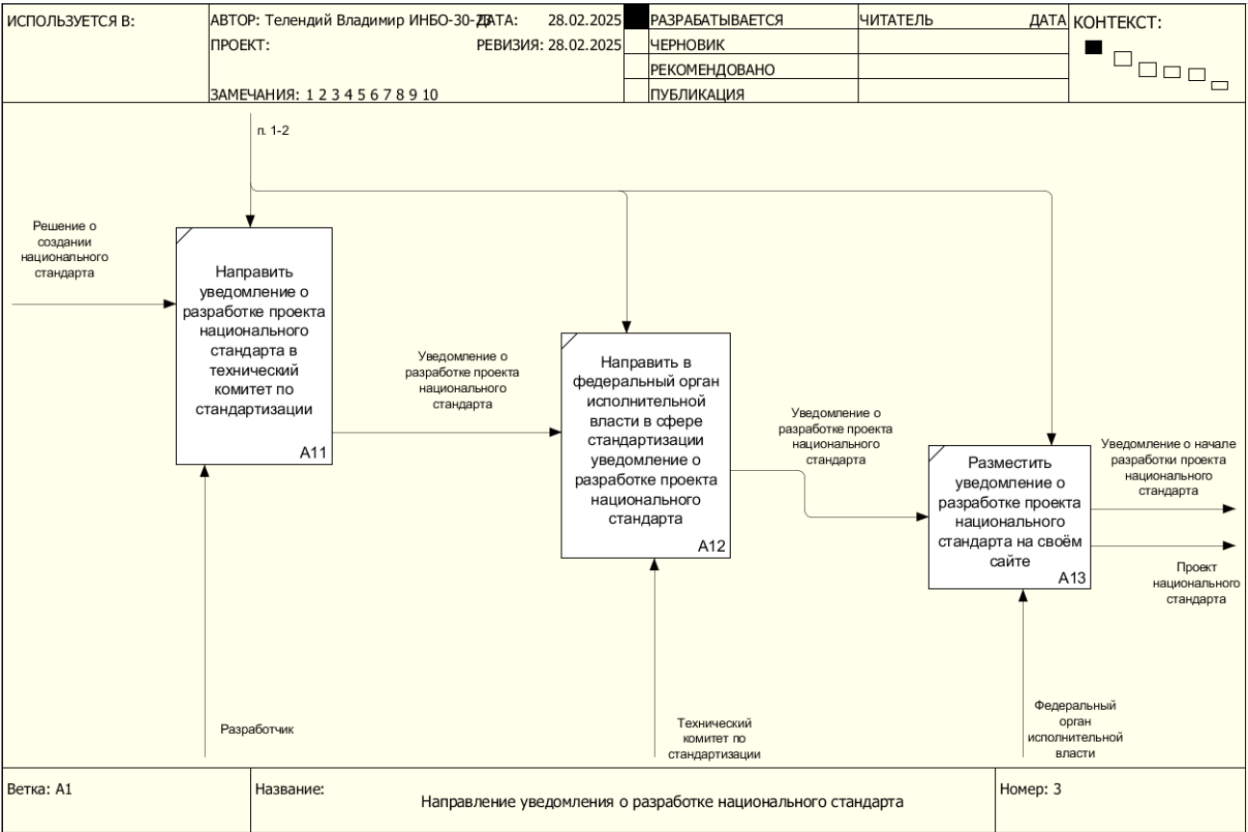 ИСПОЛЬЗУЕТСЯ В:
АВТОР: Телендий Владимир ИНБО-30-23
ДАТА: 28.02.2025
ПРОЕКТ:
РЕВИЗИЯ: 28.02.2025
ЗАМЕЧАНИЯ: 1 2 3 4 5 6 7 8 9 10
РАЗРАБАТЫВАЕТСЯ
ЧЕРНОВИК
РЕКОМЕНДОВАНО
ПУБЛИКАЦИЯ
ЧИТАТЕЛЬ
ДАТА
КОНТЕКСТ:
п. 1-2
Решение о
создании
национального
стандарта
Направить
уведомление о
разработке проекта
национального
стандарта в
технический
комитет по
стандартизации
A11
Уведомление о
разработке проекта
национального
стандарта
Направить в
федеральный орган
исполнительной
власти в сфере
стандартизации
уведомление о
разработке проекта
национального
стандарта
A12
Уведомление о
разработке проекта
национального
стандарта
Разместить
уведомление о
разработке проекта
национального
стандарта на своём
сайте
A13
Уведомление о начале
разработки проекта
национального
стандарта
Проект
национального
стандарта
Разработчик
Технический
комитет по
стандартизации
Федеральный
орган
исполнительной
власти
Ветка: A1
Название:
Направление уведомления о разработке национального стандарта
Номер: 3